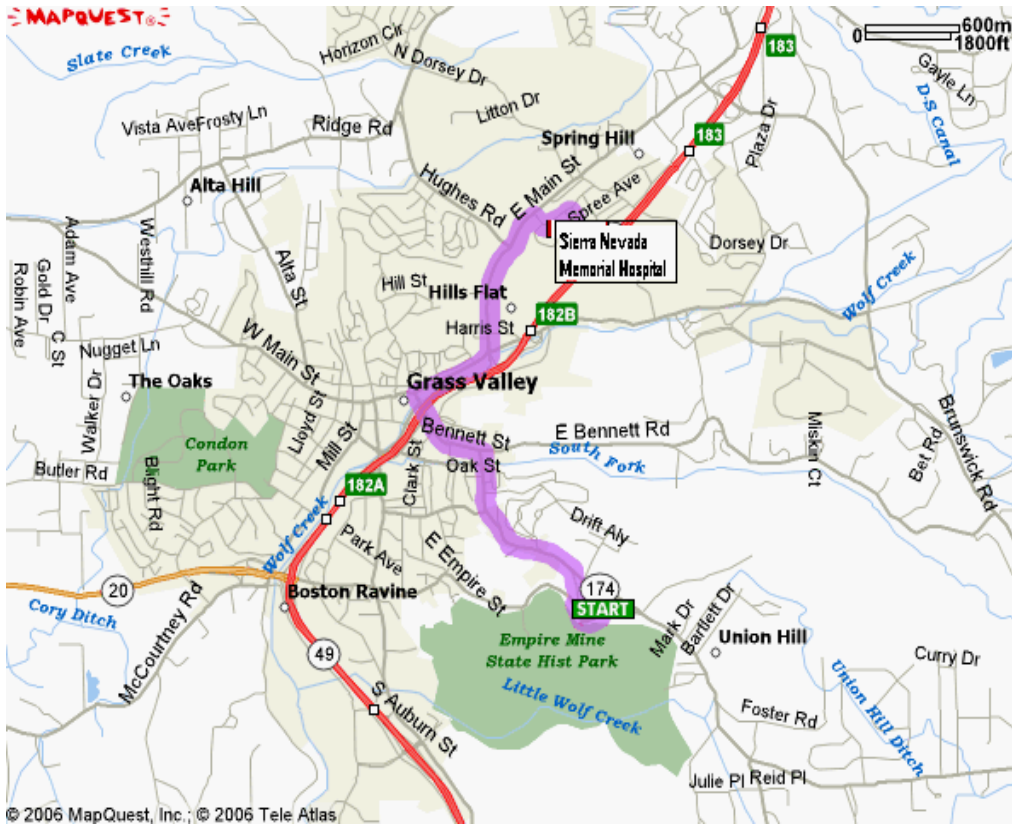 MAPQUEST
600m
0
1800ft
183
Horizon Cir
N Dorsey Dr
Slate Creek
Gayle Ln
D-S Canal
Litton Dr
Plaza Dr
Vista Ave
Frosty Ln
Ridge Rd
Spring Hill
183
Alta Hill
E Main St
Hughes Rd
Spree Ave
Adam Ave
Westhill Rd
Sierra Nevada
Memorial Hospital
Dorsey Dr
Gold Dr
Robin Ave
Alta St
Hill St
Hills Flat
Wolf Creek
C St
Harris St
182B
Nugget Ln
W Main St
The Oaks
Grass Valley
Walker Dr
Lloyd St
Mill St
Condon
Park
Bennett St
E Bennett Rd
Miskin Ct
Bet Rd
Brunswick Rd
Butler Rd
Blight Rd
Clark St
Oak St
South Fork
182A
Wolf Creek
Park Ave
Drift Aly
E Empire St
20
Boston Ravine
174
START
Cory Ditch
McCourtney Rd
Mark Dr
Bartlett Dr
Union Hill
Empire Mine
State Hist Park
49
Little Wolf Creek
Curry Dr
Union Hill Ditch
S Auburn St
Foster Rd
Julie Pl
Reid Pl
© 2006 MapQuest, Inc.; © 2006 Tele Atlas